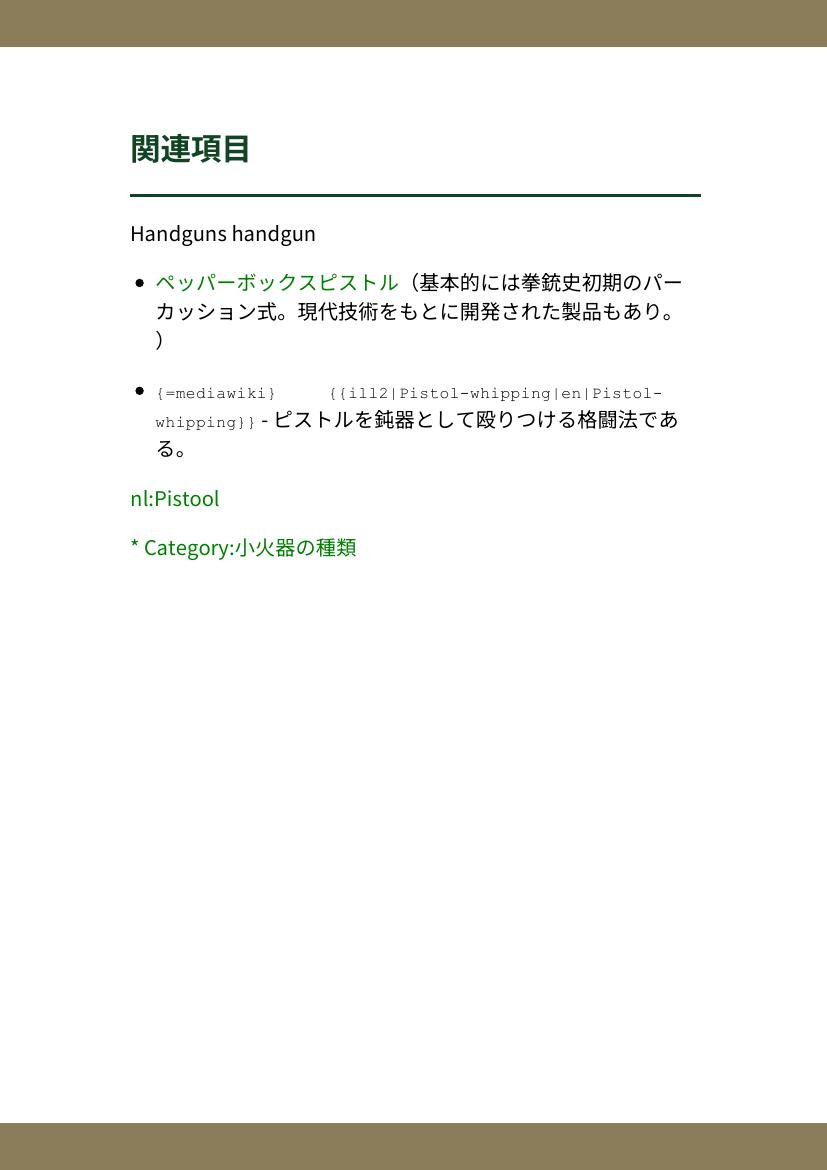 関連項目
Handguns handgun
● ペッパーボックスピストル（基本的には拳銃史初期のパー
カッション式。現代技術をもとに開発された製品もあり。
）
● {=mediawiki} {{ill2|Pistol-whipping|en|Pistol-
whipping}} - ピストルを鈍器として殴りつける格闘法であ
る。
nl:Pistool
* Category:小火器の種類